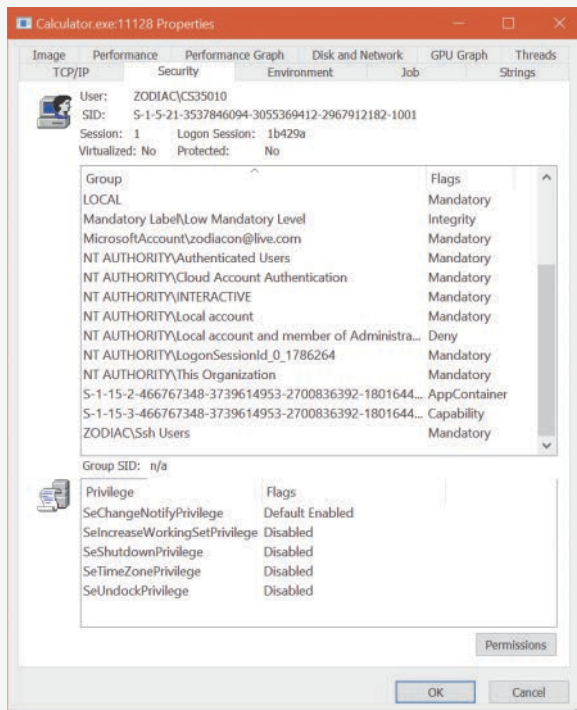 Calculator.exe:11128 Properties
Image Performance Performance Graph Disk and Network GPU Graph Threads
TCP/IP Security Environment Job Strings
User: ZODIAC\CS35010
SID: S-1-5-21-3537846094-3055369412-2967912182-1001
Session: 1 Logon Session: 1b429a
Virtualized: No Protected: No
Group Flags
LOCAL Mandatory
Mandatory Label\Low Mandatory Level Integrity
MicrosoftAccount\zodiacon@live.com Mandatory
NT AUTHORITY\Authenticated Users Mandatory
NT AUTHORITY\Cloud Account Authentication Mandatory
NT AUTHORITY\INTERACTIVE Mandatory
NT AUTHORITY\Local account Mandatory
NT AUTHORITY\Local account and member of Administra... Deny
NT AUTHORITY\LogonSessionId_0_1786264 Mandatory
NT AUTHORITY\This Organization Mandatory
S-1-15-2-466767348-3739614953-2700836392-1801644... AppContainer
S-1-15-3-466767348-3739614953-2700836392-1801644... Capability
ZODIAC\Ssh Users Mandatory
Group SID: n/a
Privilege Flags
SeChangeNotifyPrivilege Default Enabled
SeIncreaseWorkingSetPrivilege Disabled
SeShutdownPrivilege Disabled
SeTimeZonePrivilege Disabled
SeUndockPrivilege Disabled
Permissions
OK Cancel